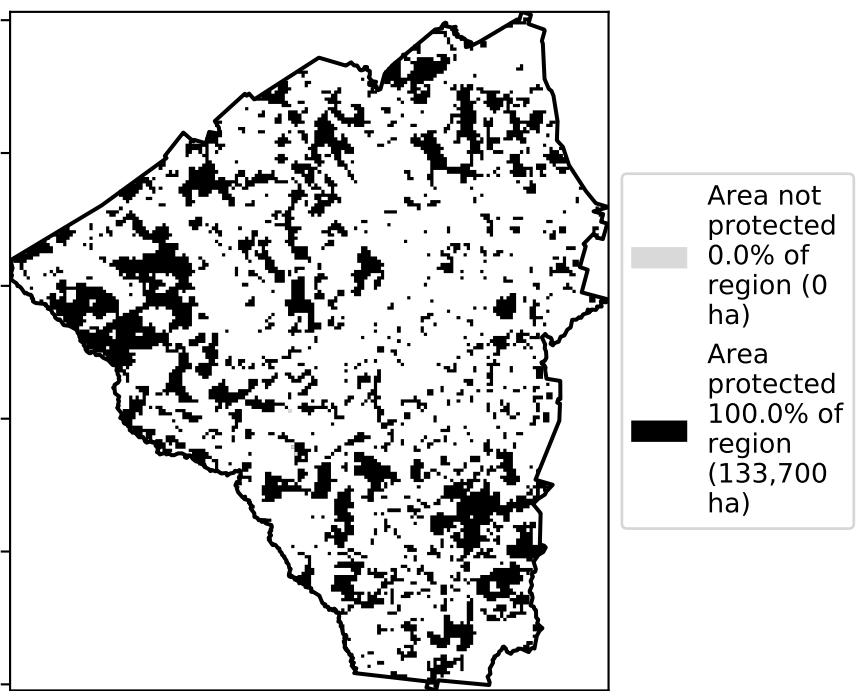 Area not
protected
0.0% of
region (0
ha)
Area
protected
100.0% of
region
(133,700
ha)